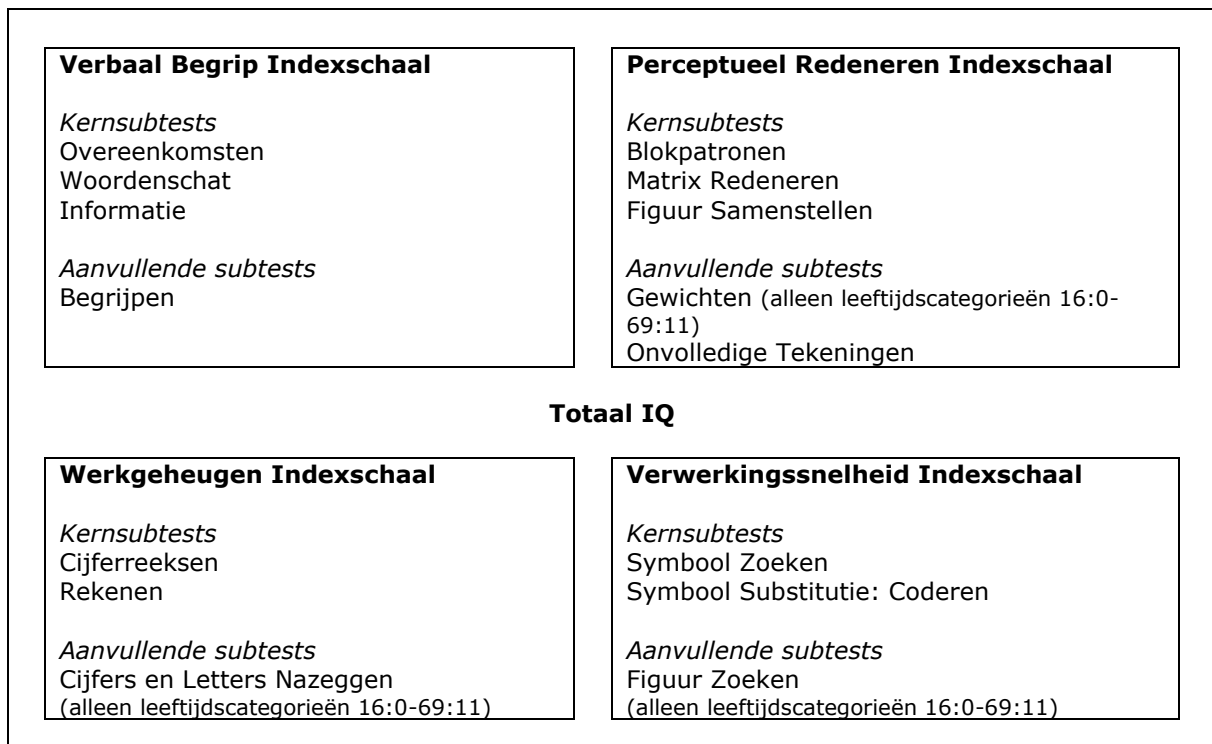 Verbaal Begrip Indexschaal
Kernsubtests
Overeenkomsten
Woordenschat
Informatie
Aanvullende subtests
Begrijpen
Perceptueel Redeneren Indexschaal
Kernsubtests
Blokpatronen
Matrix Redeneren
Figuur Samenstellen
Aanvullende subtests
Gewichten (alleen leeftijdscategorieën 16:0-
69:11)
Onvolledige Tekeningen
Totaal IQ
Werkgeheugen Indexschaal
Kernsubtests
Cijferreeksen
Rekenen
Aanvullende subtests
Cijfers en Letters Nazeggen
(alleen leeftijdscategorieën 16:0-69:11)
Verwerkingssnelheid Indexschaal
Kernsubtests
Symbool Zoeken
Symbool Substitutie: Coderen
Aanvullende subtests
Figuur Zoeken
(alleen leeftijdscategorieën 16:0-69:11)